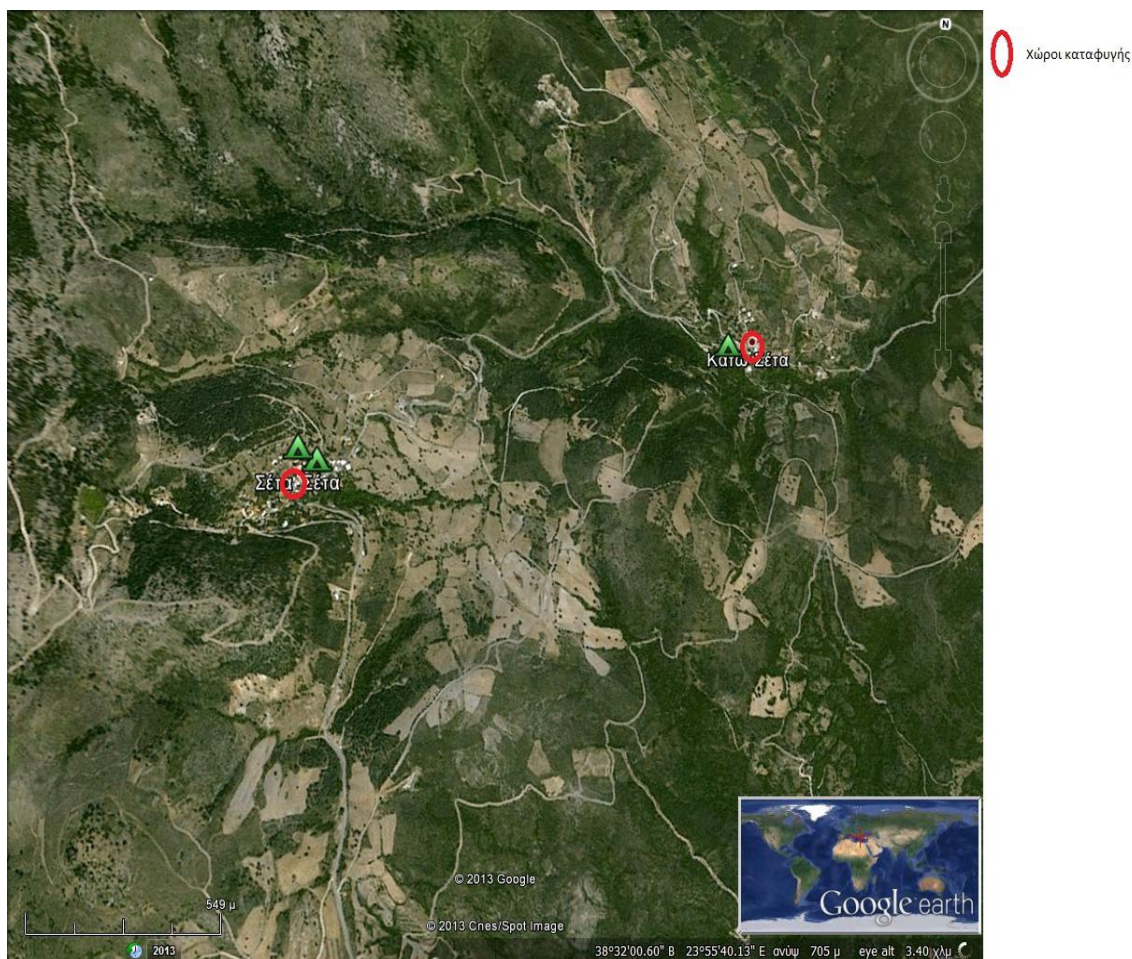 N
Χώροι καταφυγής
Κάτω Σέτα
Σέτα Σέτα
© 2013 Google
549 μ
© 2013 Cnes/Spot Image
Google earth
2013
38°32'00.60" Β 23°55'40.13" Ε ανύψ 705 μ eye alt 3.40 χλμ